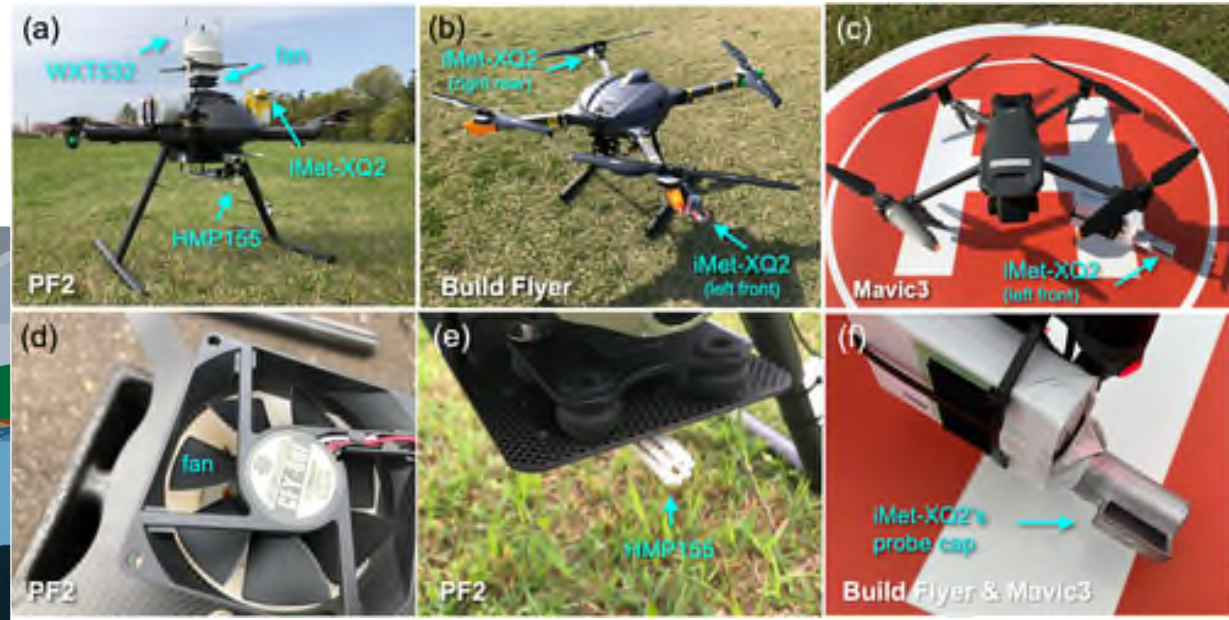 (a)
WXT532
fan
iMet-XQ2
HMP155
PF2
(b)
iMet-XQ2
(right rear)
iMet-XQ2
(left front)
Build Flyer
(c)
iMet-XQ2
(left front)
Mavic3
(d)
fan
PF2
(e)
HMP155
PF2
(f)
iMet-XQ2's
probe cap
Build Flyer & Mavic3